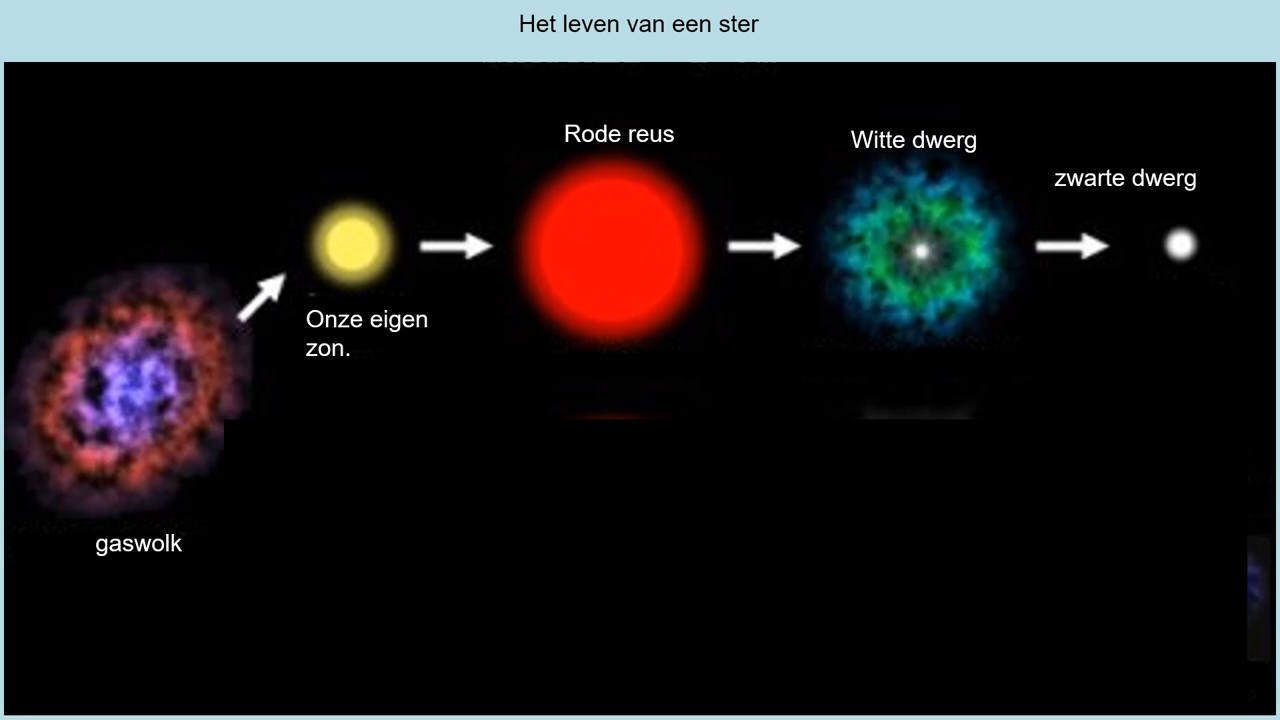 Het leven van een ster
Rode reus
Witte dwerg
zwarte dwerg
Onze eigen
zon.
gaswolk